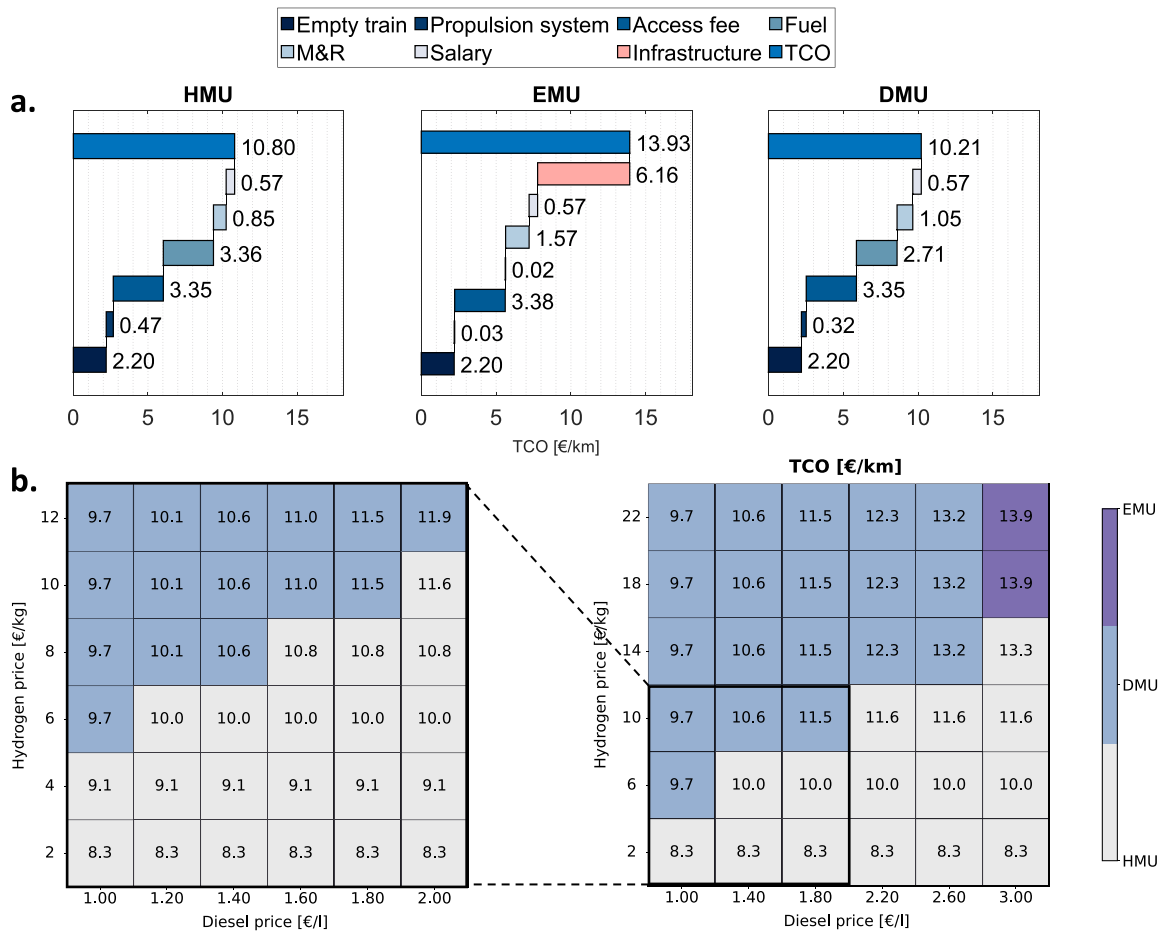 Empty train Propulsion system Access fee Fuel
M&R Salary Infrastructure TCO
a.
HMU EMU DMU
10.80 13.93 10.21
0.57 6.16 0.57
0.85 0.57 1.05
3.36 1.57 2.71
3.35 0.02 3.35
0.47 3.38 0.32
2.20 0.03 2.20
2.20
0 5 10 15 0 5 10 15 0 5 10 15
TCO [€/km]
b.
TCO [€/km]
Hydrogen price [€/kg]
12 9.7 10.1 10.6 11.0 11.5 11.9
10 9.7 10.1 10.6 11.0 11.5 11.6
8 9.7 10.1 10.6 10.8 10.8 10.8
6 9.7 10.0 10.0 10.0 10.0 10.0
4 9.1 9.1 9.1 9.1 9.1 9.1
2 8.3 8.3 8.3 8.3 8.3 8.3
1.00 1.20 1.40 1.60 1.80 2.00
Diesel price [€/l]
Hydrogen price [€/kg]
22 9.7 10.6 11.5 12.3 13.2 13.9
18 9.7 10.6 11.5 12.3 13.2 13.9
14 9.7 10.6 11.5 12.3 13.2 13.3
10 9.7 10.6 11.5 11.6 11.6 11.6
6 9.7 10.0 10.0 10.0 10.0 10.0
2 8.3 8.3 8.3 8.3 8.3 8.3
1.00 1.40 1.80 2.20 2.60 3.00
Diesel price [€/l]
EMU
DMU
HMU